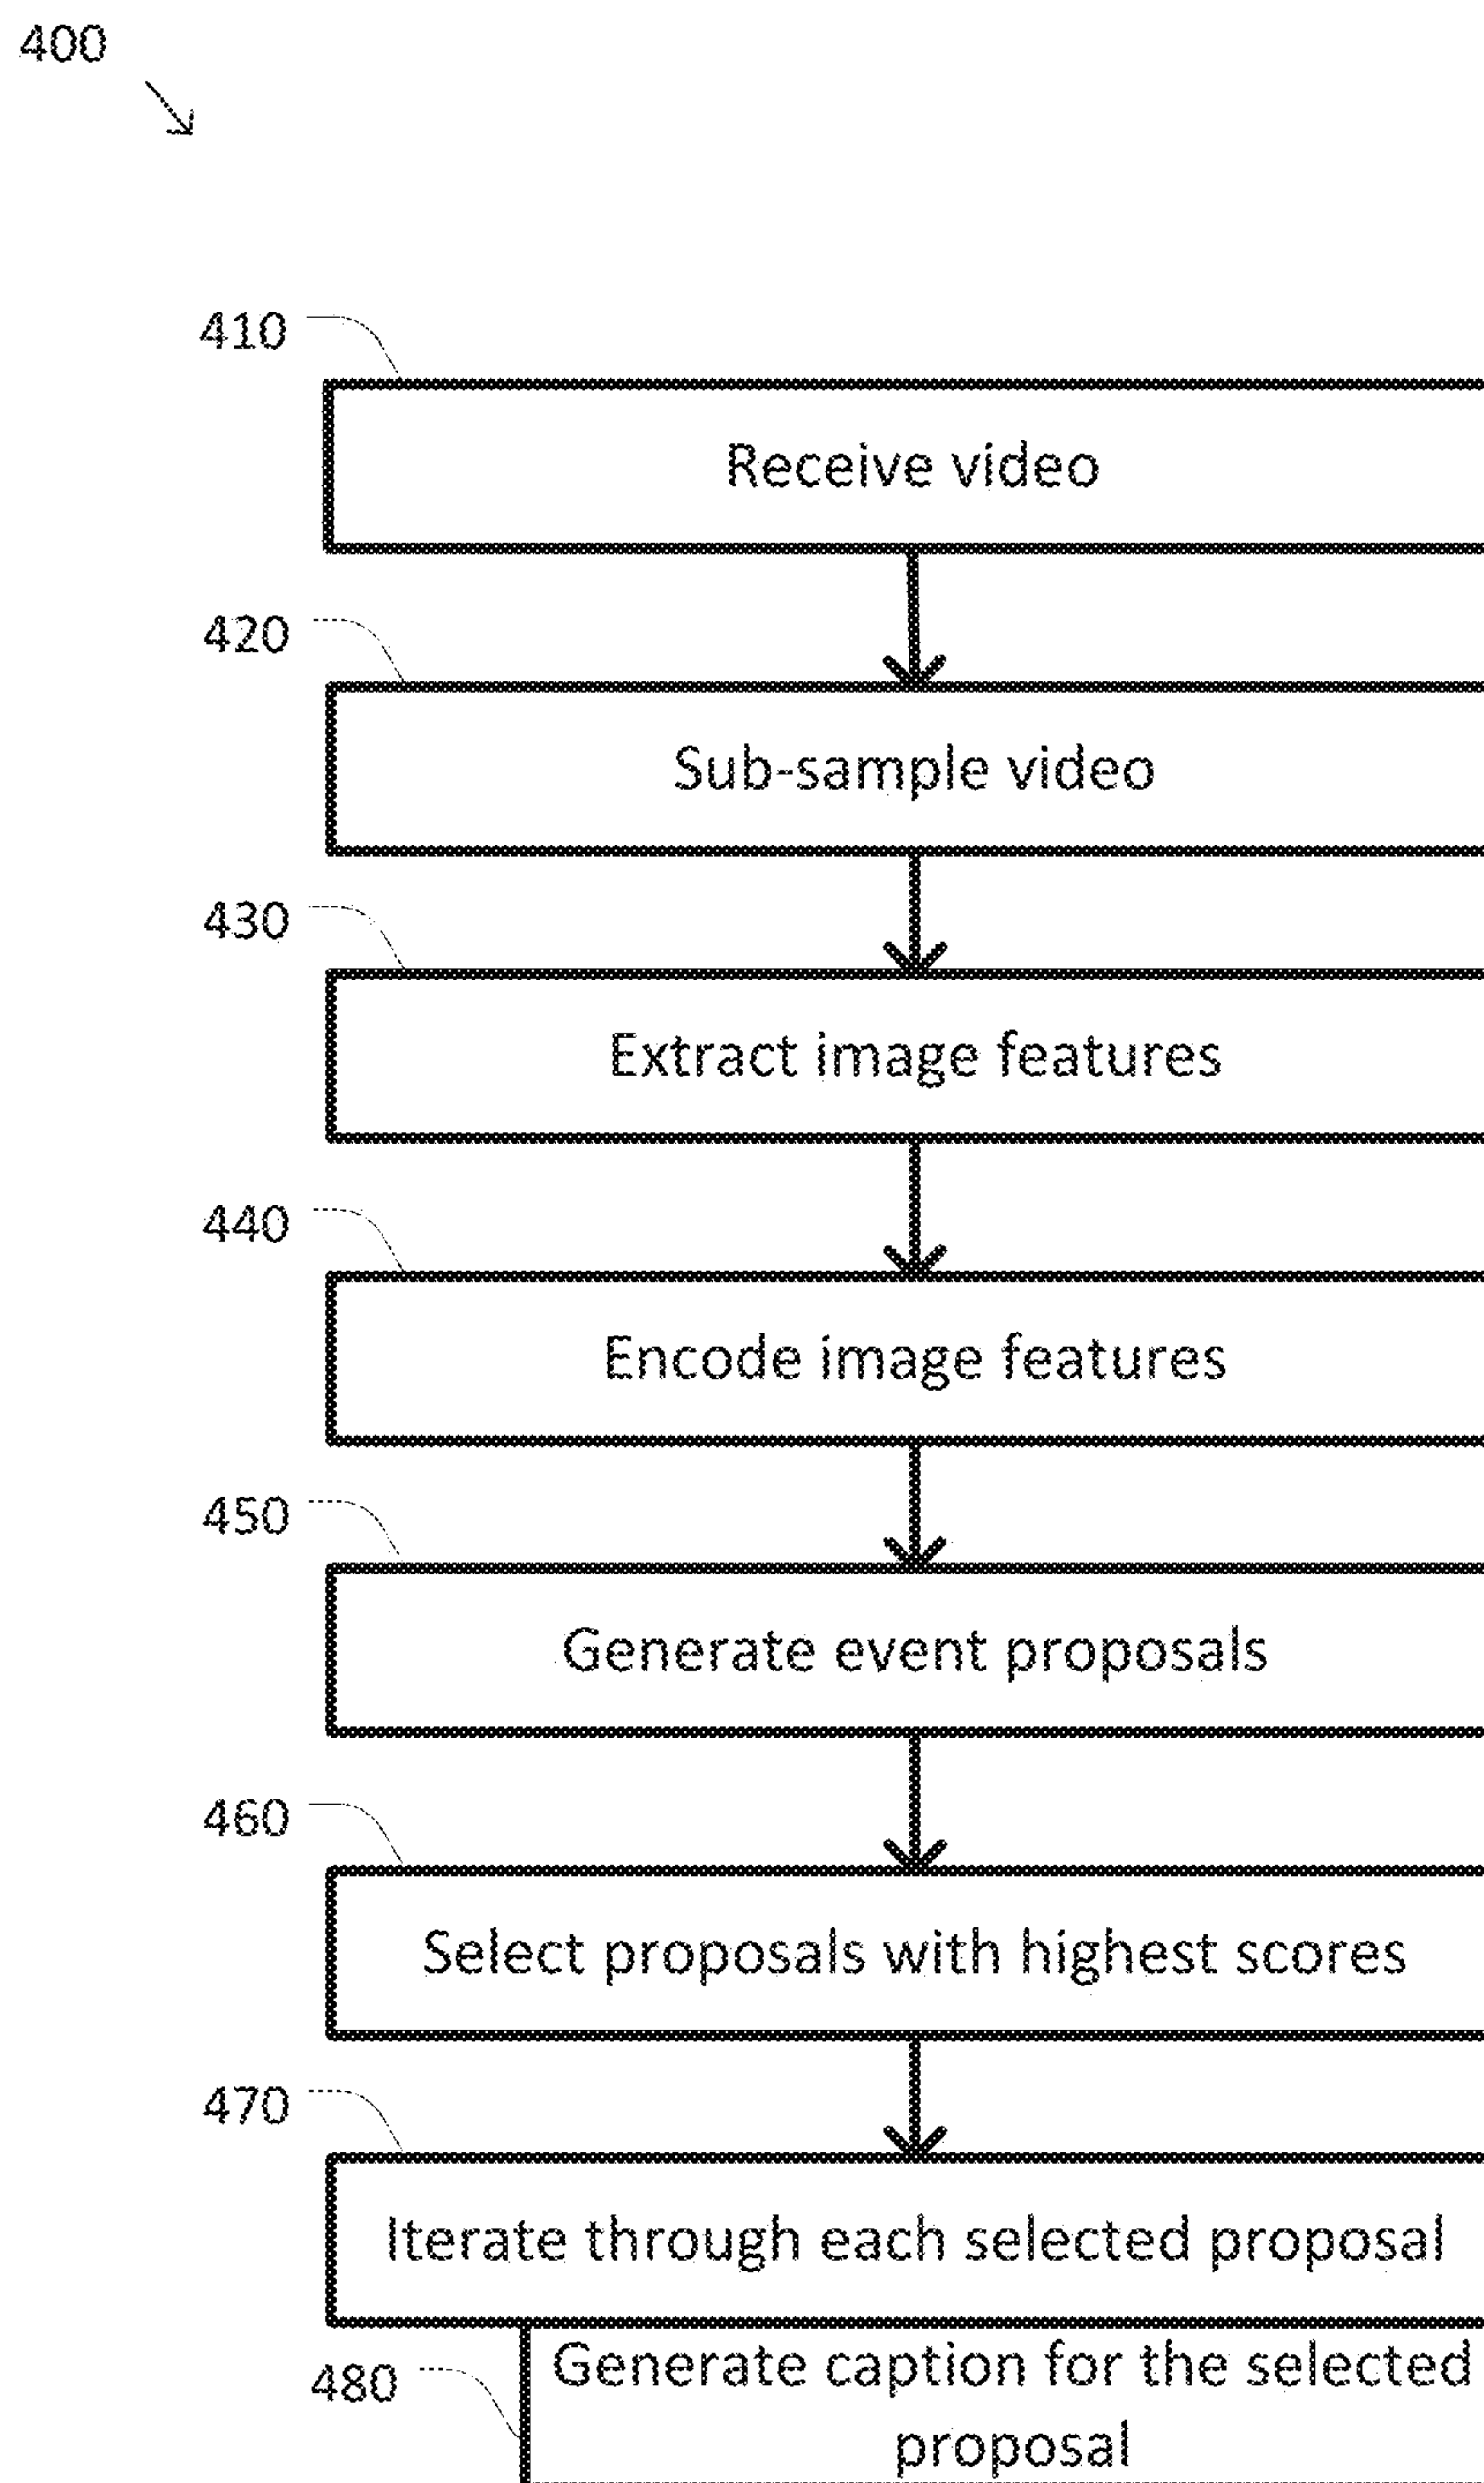 400
410
Receive video
420
Sub-sample video
430
Extract image features
440
Encode image features
450
Generate event proposals
460
Select proposals with highest scores
470
Iterate through each selected proposal
480
Generate caption for the selected
proposal